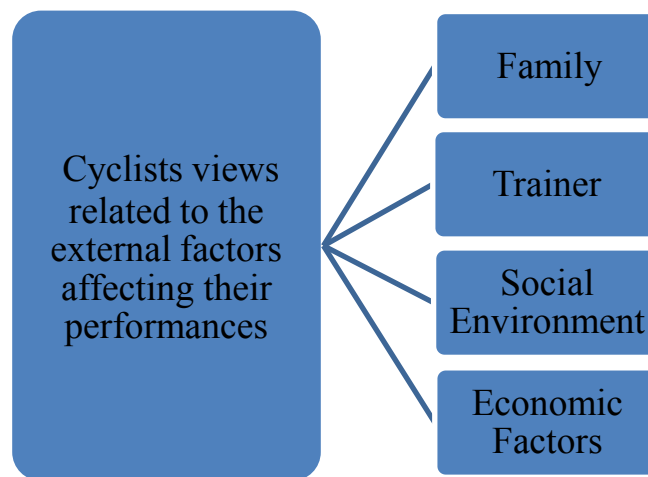 Cyclists views
related to the
external factors
affecting their
performances
Family
Trainer
Social
Environment
Economic
Factors